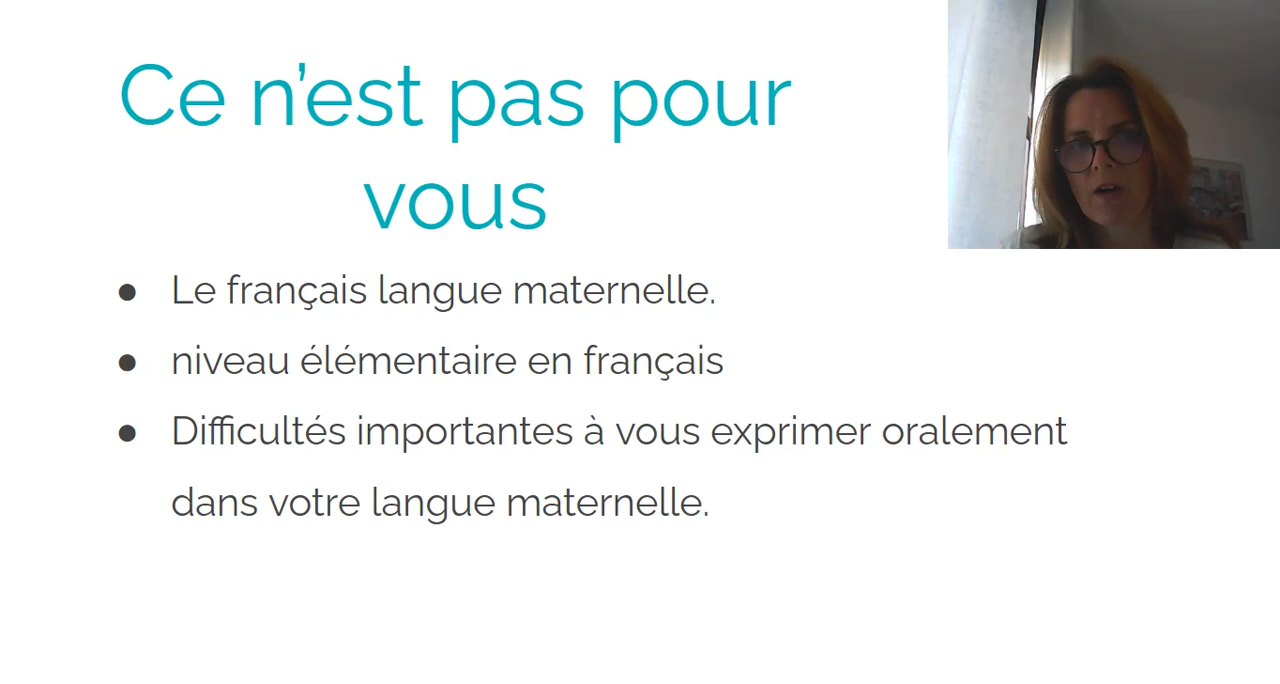 Ce n’est pas pour
vous
● Le français langue maternelle.
● niveau élémentaire en français
● Difficultés importantes à vous exprimer oralement
dans votre langue maternelle.